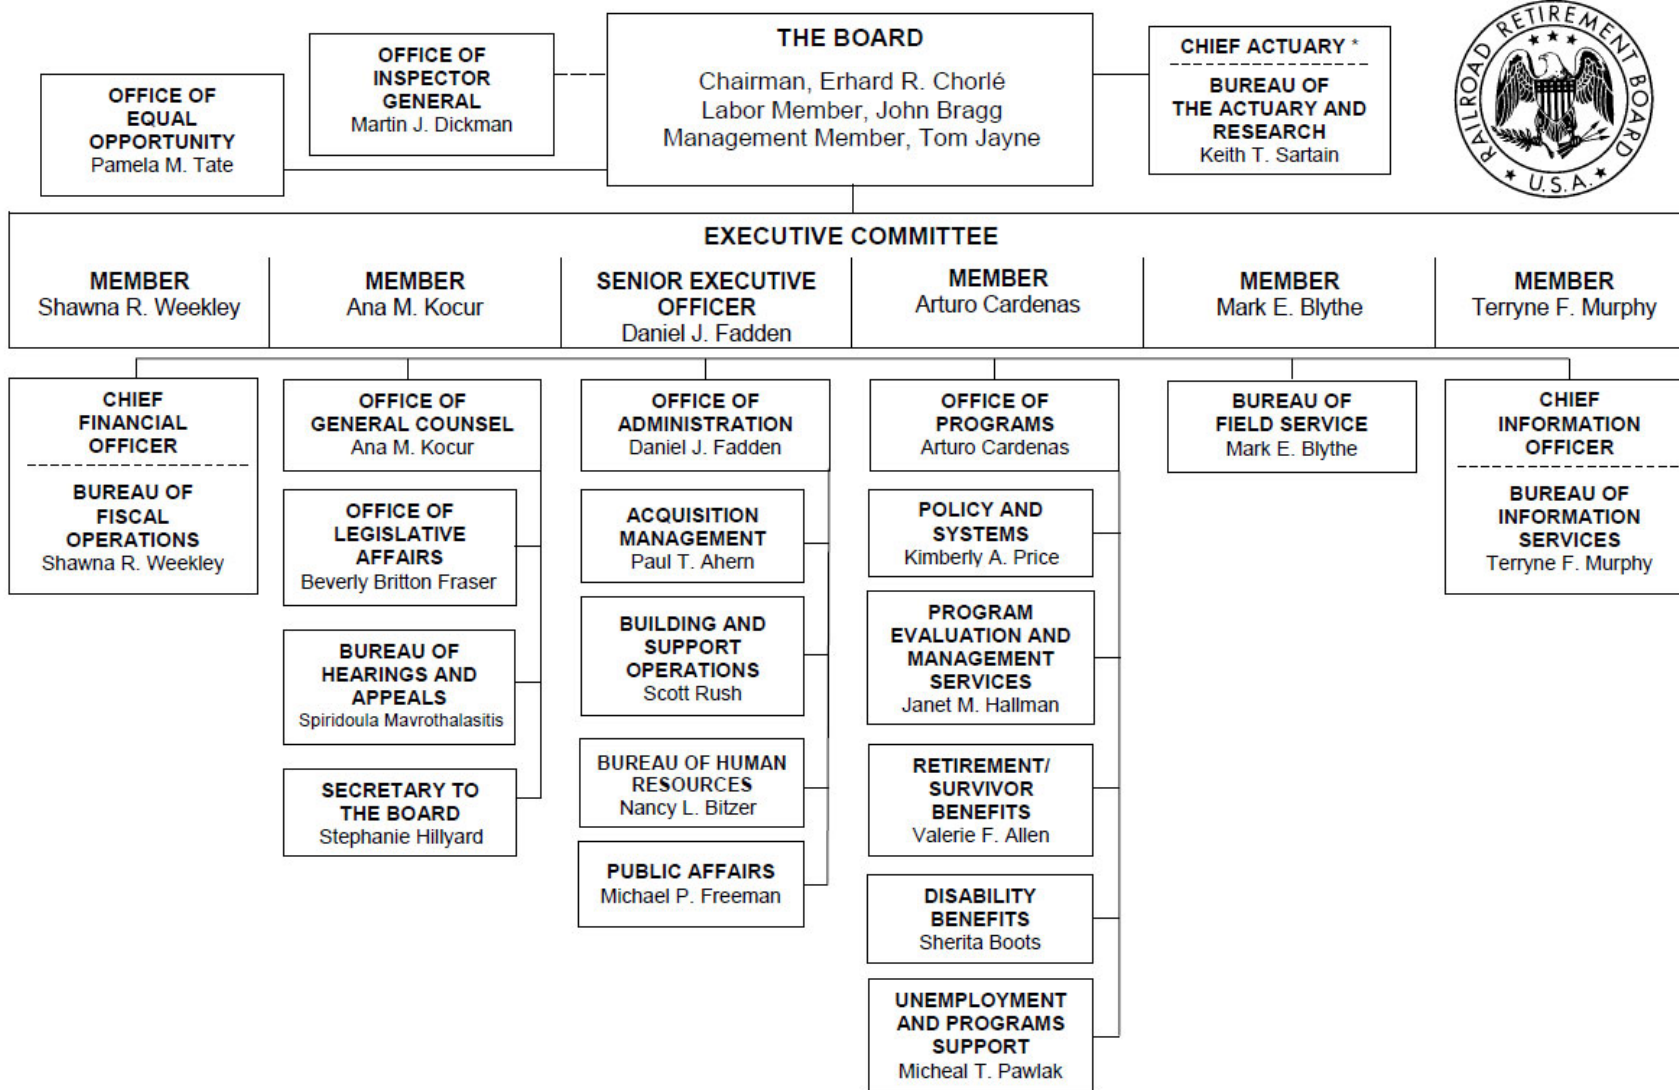 OFFICE OF
EQUAL
OPPORTUNITY
Pamela M. Tate
OFFICE OF
INSPECTOR
GENERAL
Martin J. Dickman
THE BOARD
Chairman, Erhard R. Chorlé
Labor Member, John Bragg
Management Member, Tom Jayne
CHIEF ACTUARY *
BUREAU OF
THE ACTUARY AND
RESEARCH
Keith T. Sartain
RAILROAD RETIREMENT BOARD
U.S.A.
EXECUTIVE COMMITTEE
MEMBER
Shawna R. Weekley
MEMBER
Ana M. Kocur
SENIOR EXECUTIVE
OFFICER
Daniel J. Fadden
MEMBER
Arturo Cardenas
MEMBER
Mark E. Blythe
MEMBER
Terryne F. Murphy
CHIEF
FINANCIAL
OFFICER
BUREAU OF
FISCAL
OPERATIONS
Shawna R. Weekley
OFFICE OF
GENERAL COUNSEL
Ana M. Kocur
OFFICE OF
LEGISLATIVE
AFFAIRS
Beverly Britton Fraser
BUREAU OF
HEARINGS AND
APPEALS
Spiridoula Mavrothalasitis
SECRETARY TO
THE BOARD
Stephanie Hillyard
OFFICE OF
ADMINISTRATION
Daniel J. Fadden
ACQUISITION
MANAGEMENT
Paul T. Ahern
BUILDING AND
SUPPORT
OPERATIONS
Scott Rush
BUREAU OF HUMAN
RESOURCES
Nancy L. Bitzer
PUBLIC AFFAIRS
Michael P. Freeman
OFFICE OF
PROGRAMS
Arturo Cardenas
POLICY AND
SYSTEMS
Kimberly A. Price
PROGRAM
EVALUATION AND
MANAGEMENT
SERVICES
Janet M. Hallman
RETIREMENT/
SURVIVOR
BENEFITS
Valerie F. Allen
DISABILITY
BENEFITS
Sherita Boots
UNEMPLOYMENT
AND PROGRAMS
SUPPORT
Micheal T. Pawlak
BUREAU OF
FIELD SERVICE
Mark E. Blythe
CHIEF
INFORMATION
OFFICER
BUREAU OF
INFORMATION
SERVICES
Terryne F. Murphy